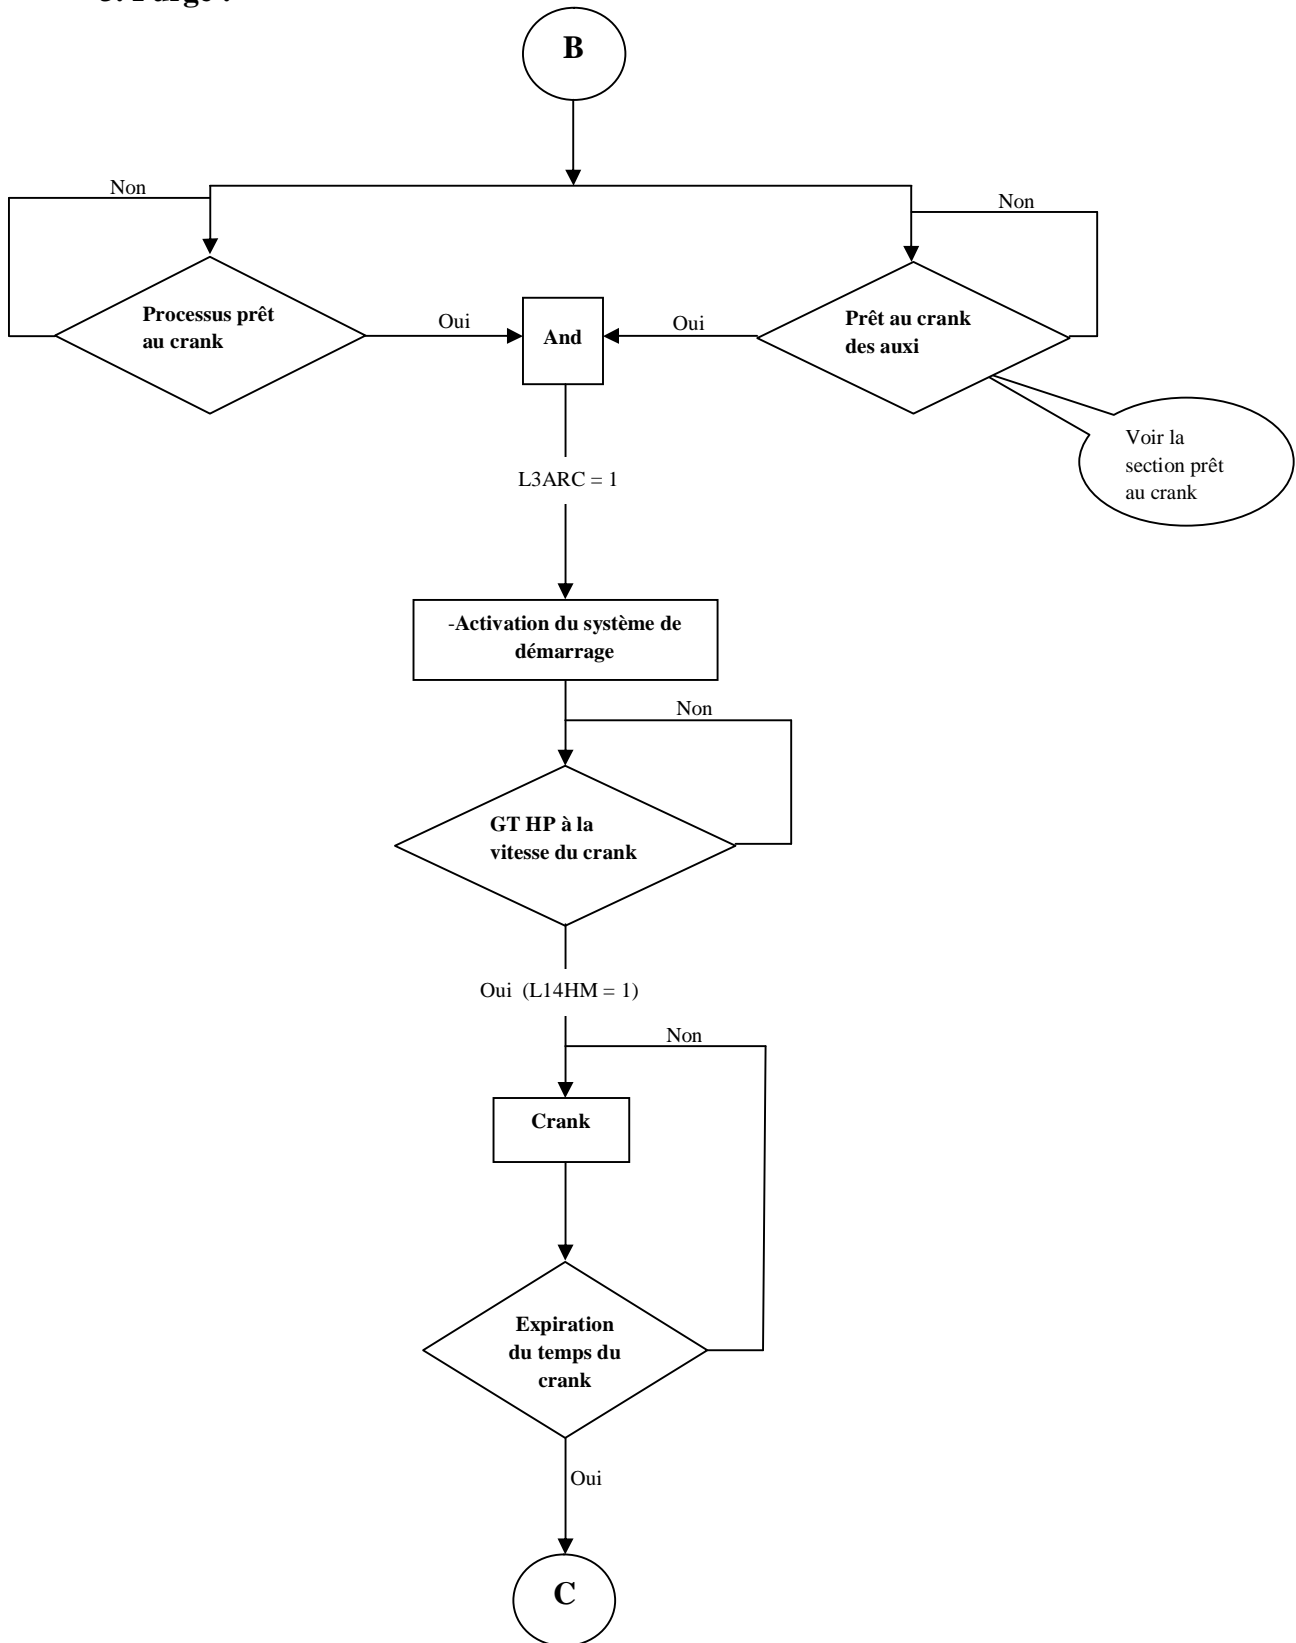 B
Non
Non
Processus prêt
au crank
Oui
And
Oui
Prêt au crank
des auxi
Voir la
section prêt
au crank
L3ARC = 1
-Activation du système de
démarrage
Non
GT HP à la
vitesse du crank
Oui (L14HM = 1)
Non
Crank
Expiration
du temps du
crank
Oui
C